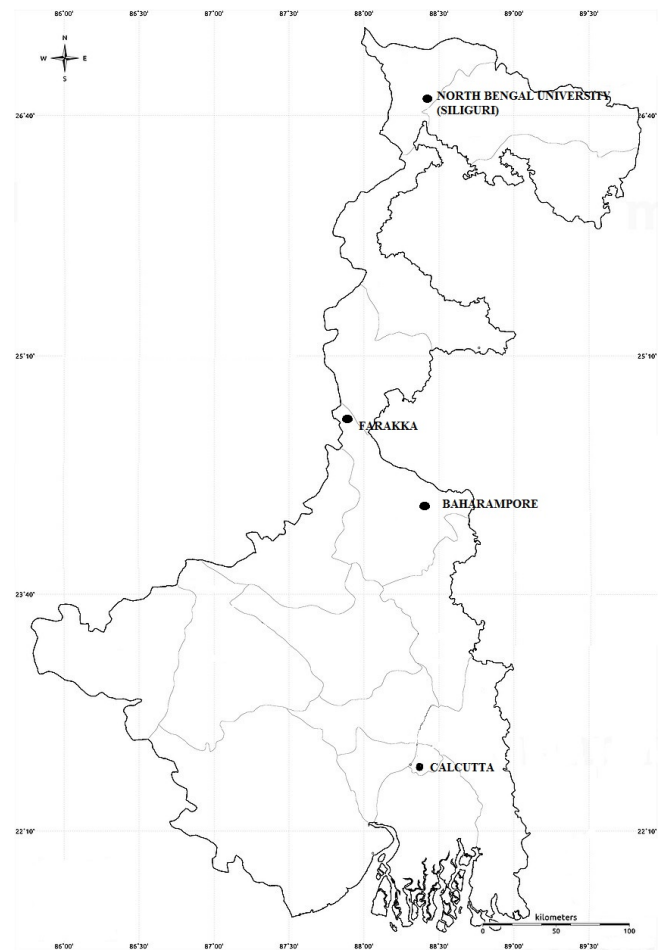 86°00' 86°30' 87°00' 87°30' 88°00' 88°30' 89°00' 89°30'
N
W E
S
NORTH BENGAL UNIVERSITY
(SILIGURI)
26°40' 26°40'
25°10' 25°10'
FARAKKA
BAHARAMPORE
23°40' 23°40'
CALCUTTA
22°10' 22°10'
kilometers
0 50 100
86°00' 86°30' 87°00' 87°30' 88°00' 88°30' 89°00' 89°30'